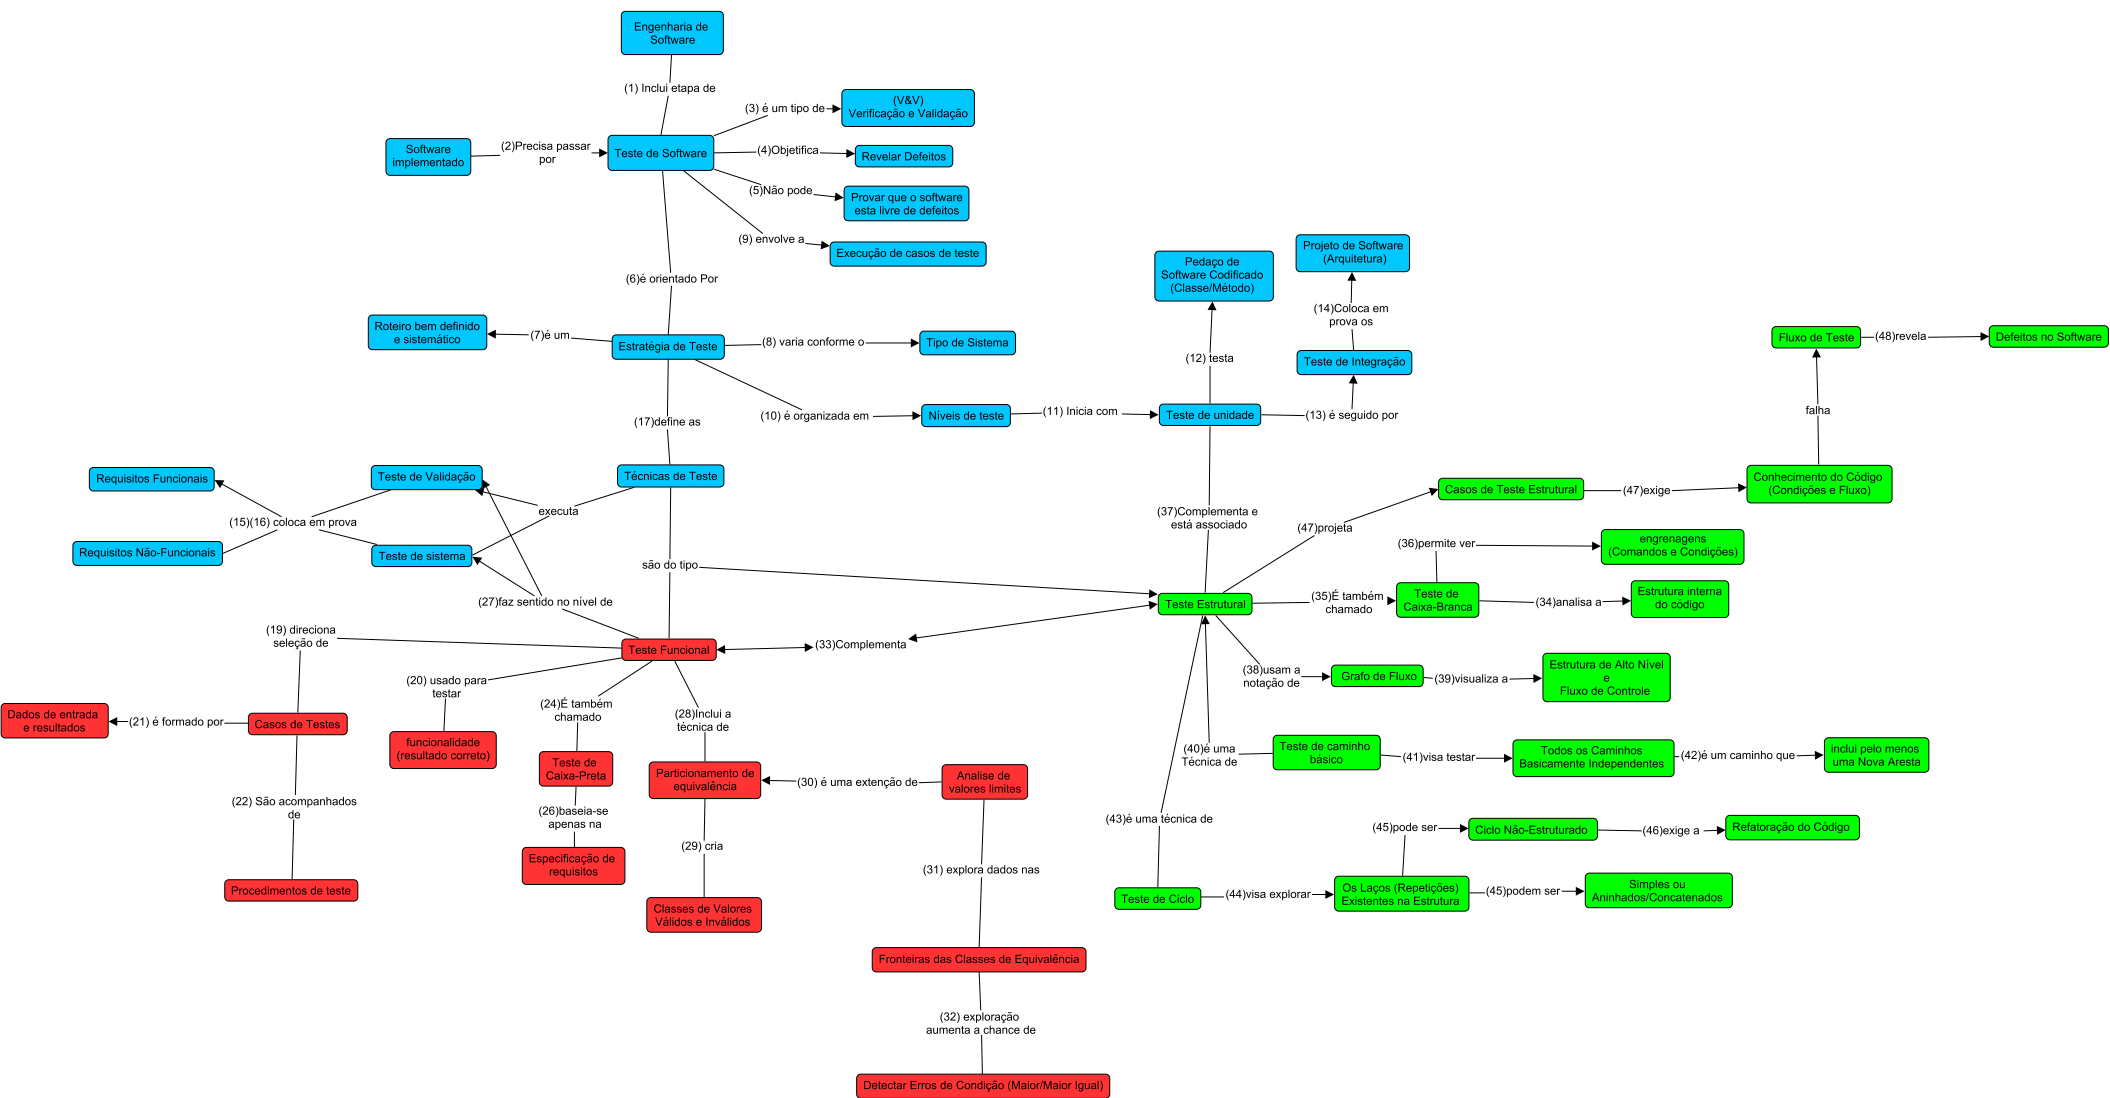 Engenharia de
Software
(1) Inclui etapa de
Software
implementado
(2)Precisa passar
por
Teste de Software
(3) é um tipo de
(V&V)
Verificação e Validação
(4)Objetifica
Revelar Defeitos
(5)Não pode
Provar que o software
esta livre de defeitos
(9) envolve a
Execução de casos de teste
(6)é orientado Por
Roteiro bem definido
e sistemático
(7)é um
Estratégia de Teste
(8) varia conforme o
Tipo de Sistema
(10) é organizada em
Níveis de teste
(11) Inicia com
Teste de unidade
(12) testa
Pedaço de
Software Codificado
(Classe/Método)
(13) é seguido por
Teste de Integração
(14)Coloca em
prova os
Projeto de Software
(Arquitetura)
(17)define as
Técnicas de Teste
Requisitos Funcionais
Teste de Validação
executa
(15)(16) coloca em prova
Requisitos Não-Funcionais
Teste de sistema
são do tipo
(27)faz sentido no nível de
(37)Complementa e
está associado
Teste Estrutural
(33)Complementa
Teste Funcional
(19) direciona
seleção de
Casos de Testes
(21) é formado por
Dados de entrada
e resultados
(22) São acompanhados
de
Procedimentos de teste
(20) usado para
testar
funcionalidade
(resultado correto)
(24)É também
chamado
Teste de
Caixa-Preta
(26)baseia-se
apenas na
Especificação de
requisitos
(28)Inclui a
técnica de
Particionamento de
equivalência
(29) cria
Classes de Valores
Válidos e Inválidos
(30) é uma extenção de
Analise de
valores limites
(31) explora dados nas
Fronteiras das Classes de Equivalência
(32) exploração
aumenta a chance de
Detectar Erros de Condição (Maior/Maior Igual)
(47)projeta
Casos de Teste Estrutural
(47)exige
Conhecimento do Código
(Condições e Fluxo)
falha
Fluxo de Teste
(48)revela
Defeitos no Software
(35)É também
chamado
Teste de
Caixa-Branca
(36)permite ver
engrenagens
(Comandos e Condições)
(34)analisa a
Estrutura interna
do código
(38)usam a
notação de
Grafo de Fluxo
(39)visualiza a
Estrutura de Alto Nível
e
Fluxo de Controle
(40)é uma
Técnica de
Teste de caminho
básico
(41)visa testar
Todos os Caminhos
Basicamente Independentes
(42)é um caminho que
inclui pelo menos
uma Nova Aresta
(43)é uma técnica de
Teste de Ciclo
(44)visa explorar
Os Laços (Repetições)
Existentes na Estrutura
(45)pode ser
Ciclo Não-Estruturado
(46)exige a
Refatoração do Código
(45)podem ser
Simples ou
Aninhados/Concatenados